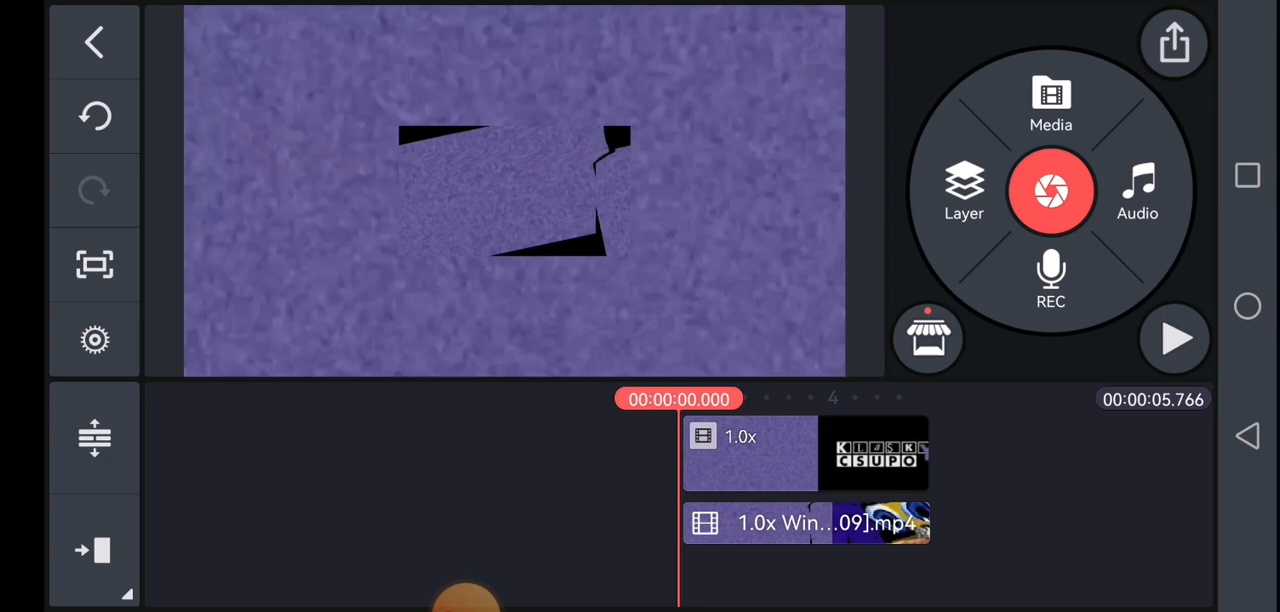 Media
Layer
Audio
REC
00:00:00.000
4
00:00:05.766
1.0x
KLASKY
CSUPO
1.0x Win...09].mp4